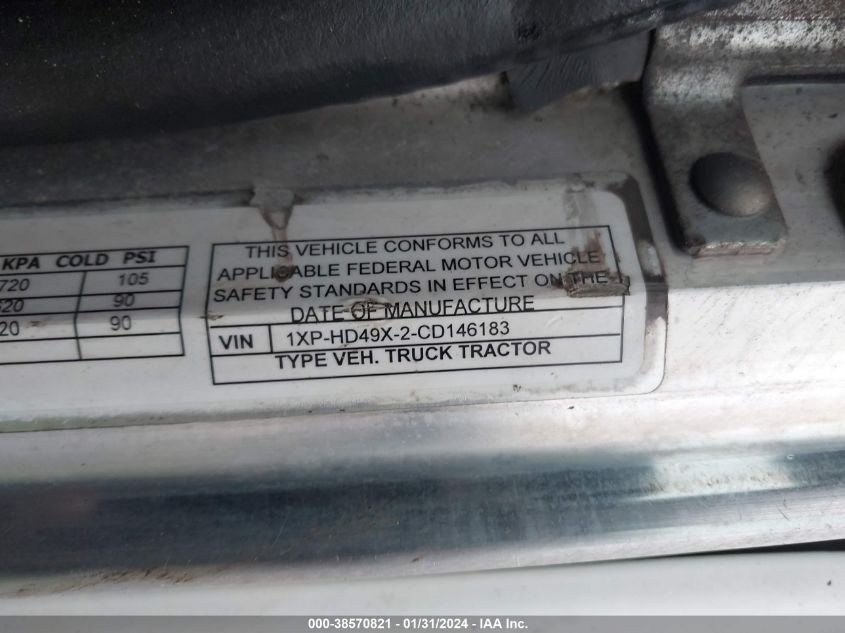 KPA COLD PSI
720 105
620 90
20 90
THIS VEHICLE CONFORMS TO ALL
APPLICABLE FEDERAL MOTOR VEHICLE
SAFETY STANDARDS IN EFFECT ON THE
DATE OF MANUFACTURE
VIN 1XP-HD49X-2-CD146183
TYPE VEH. TRUCK TRACTOR
000-38570821 - 01/31/2024 - IAA Inc.